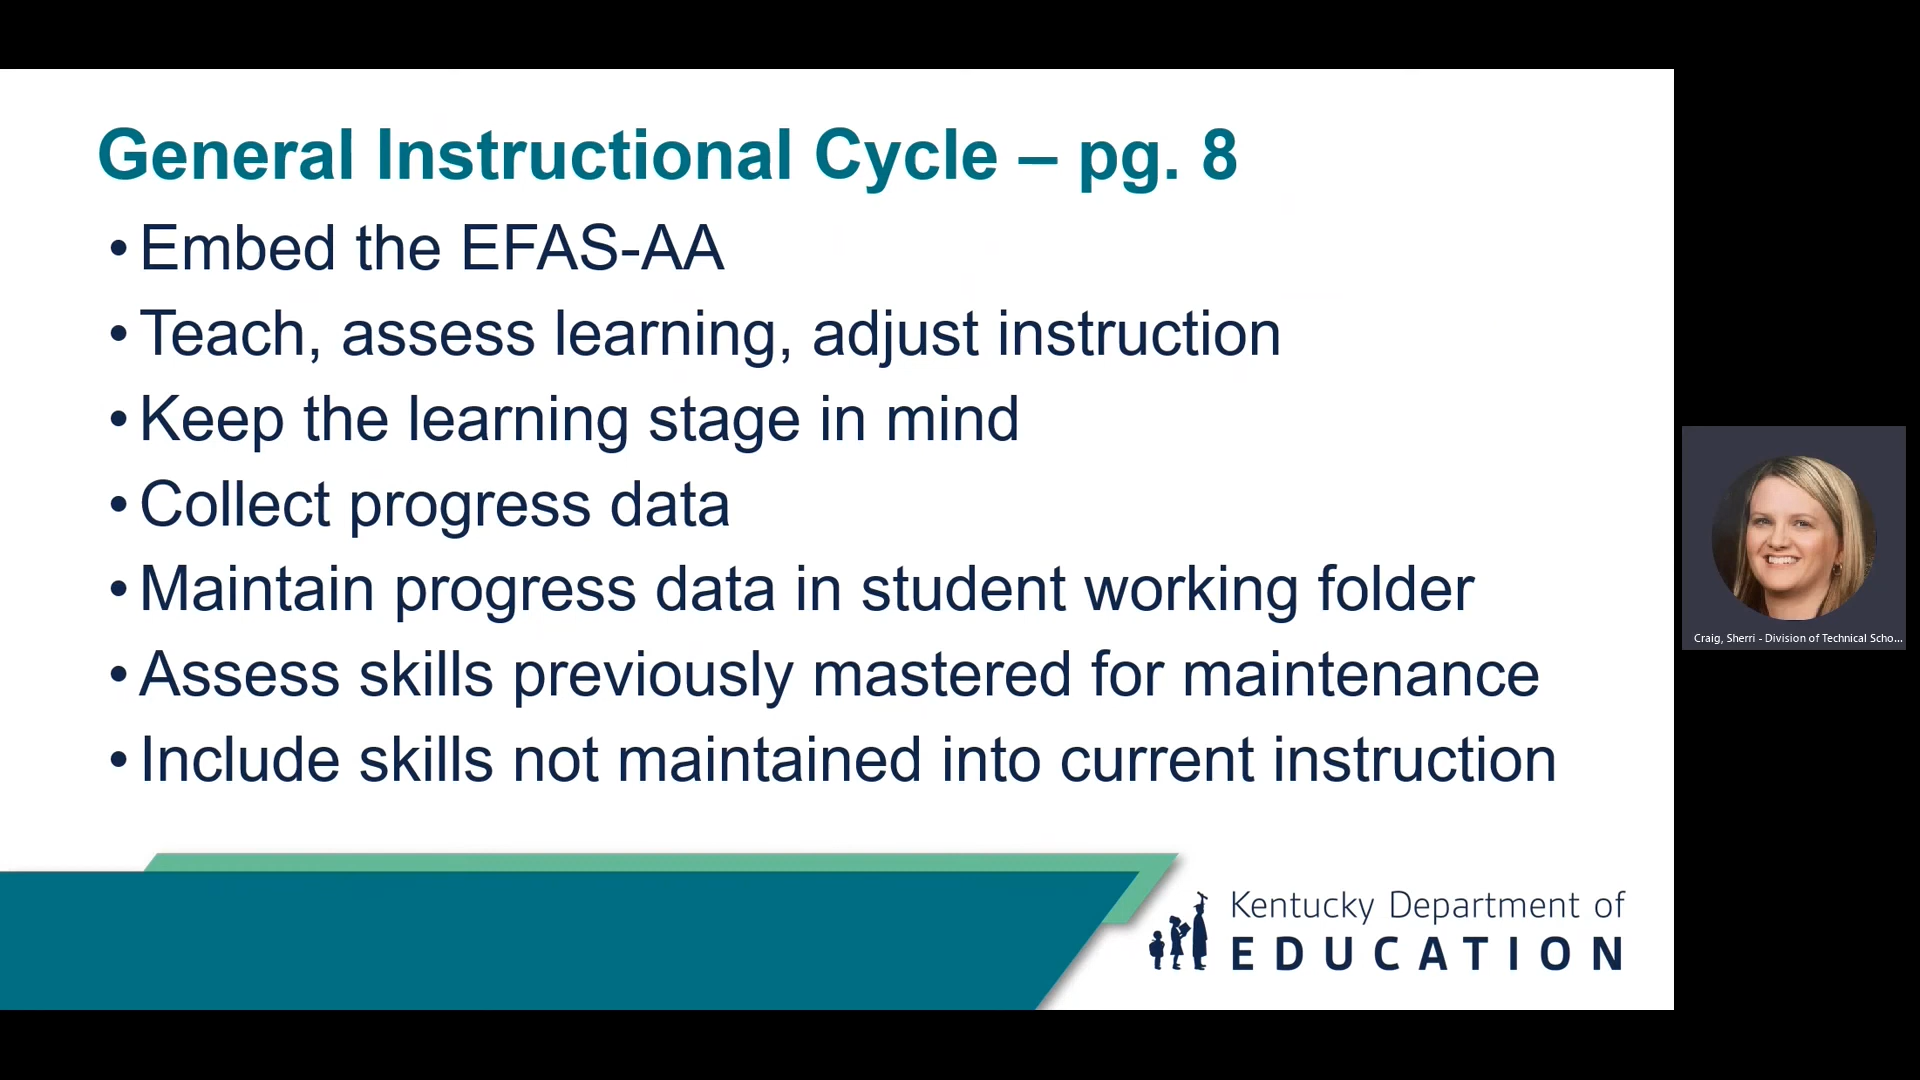 General Instructional Cycle – pg. 8
• Embed the EFAS-AA
• Teach, assess learning, adjust instruction
• Keep the learning stage in mind
• Collect progress data
• Maintain progress data in student working folder
• Assess skills previously mastered for maintenance
• Include skills not maintained into current instruction
Kentucky Department of
EDUCATION
Craig, Sherri - Division of Technical Scho...